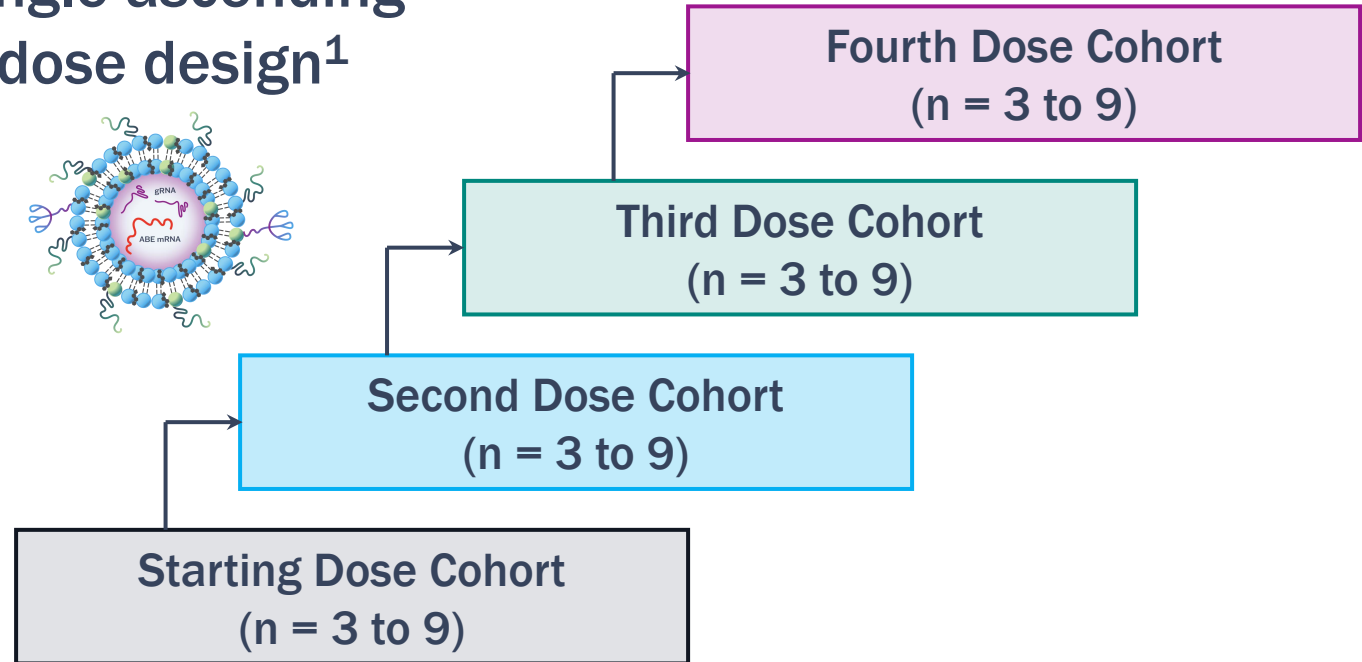 dose design¹
gRNA
ABE mRNA
Fourth Dose Cohort
(n = 3 to 9)
Third Dose Cohort
(n = 3 to 9)
Second Dose Cohort
(n = 3 to 9)
Starting Dose Cohort
(n = 3 to 9)